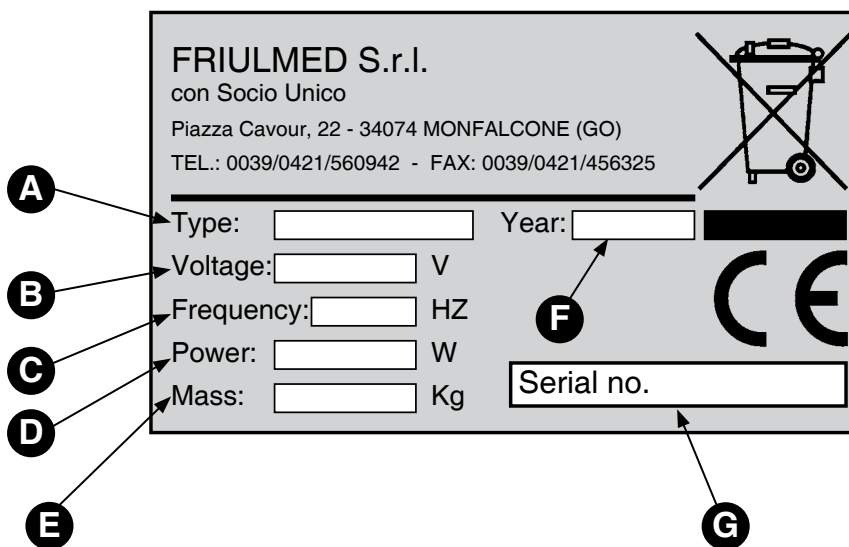 FRIULMED S.r.l.
con Socio Unico
Piazza Cavour, 22 - 34074 MONFALCONE (GO)
TEL.: 0039/0421/560942 - FAX: 0039/0421/456325
A
Type: Year:
B
Voltage: V
F
C
Frequency: HZ
CE
D
Power: W
Serial no.
E
Mass: Kg
G